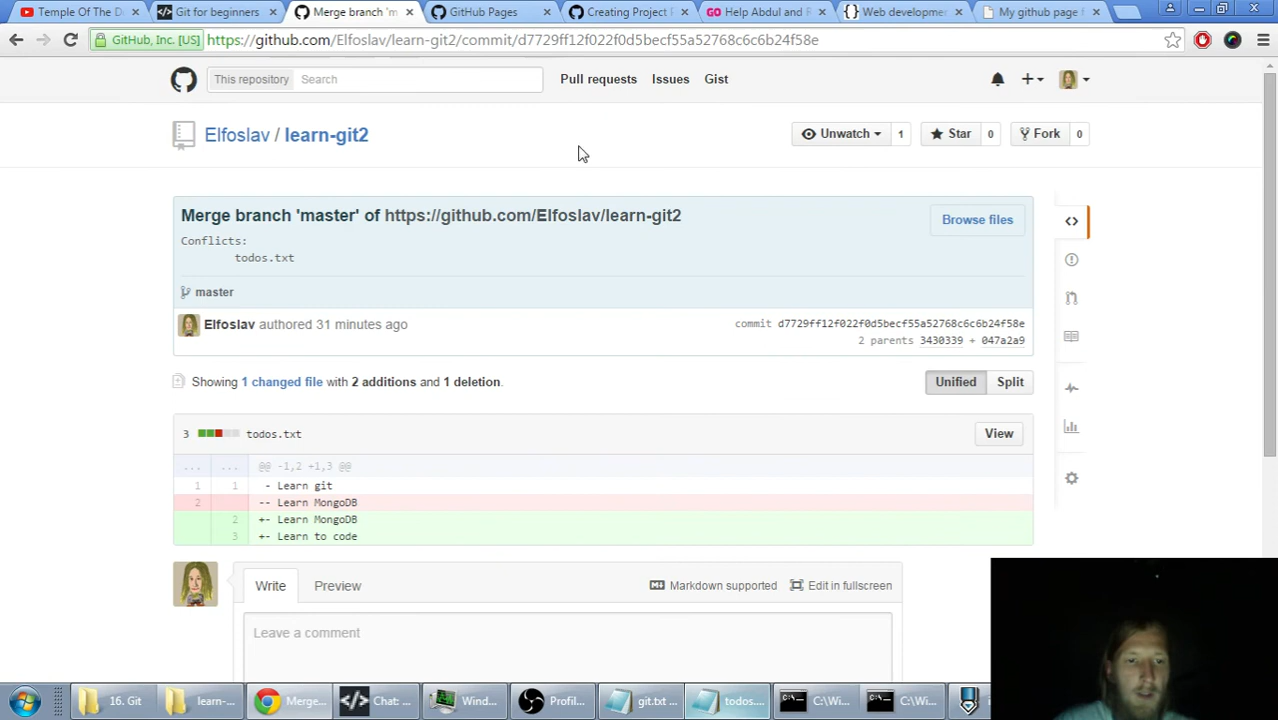 Temple Of The D
Git for beginners
Merge branch 'm
GitHub Pages
Creating Project P
Help Abdul and R
Web developmen
My github page f
GitHub, Inc. [US] https://github.com/Elfoslav/learn-git2/commit/d7729ff12f022f0d5becf55a52768c6c6b24f58e
This repository Search Pull requests Issues Gist
Elfoslav / learn-git2 Unwatch 1 Star 0 Fork 0
Merge branch 'master' of https://github.com/Elfoslav/learn-git2 Browse files
Conflicts:
todos.txt
master
Elfoslav authored 31 minutes ago commit d7729ff12f022f0d5becf55a52768c6c6b24f58e
2 parents 3430339 + 047a2a9
Showing 1 changed file with 2 additions and 1 deletion. Unified Split
3 todos.txt View
... ... @@ -1,2 +1,3 @@
1 1 - Learn git
2 -- Learn MongoDB
2 +- Learn MongoDB
3 +- Learn to code
Write Preview Markdown supported Edit in fullscreen
Leave a comment
16. Git learn-... Merge... Chat: ... Wind... Profil... git.txt ... todos.... C:\Wi... C:\Wi...